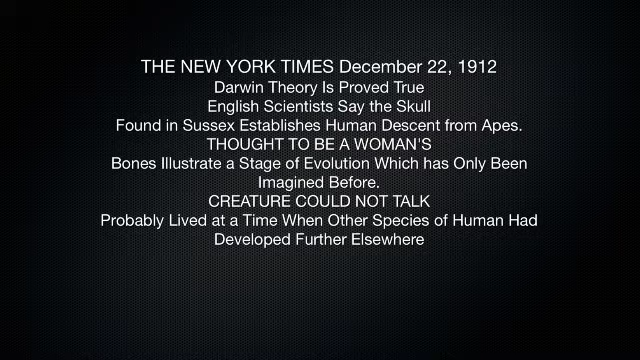 THE NEW YORK TIMES December 22, 1912
Darwin Theory Is Proved True
English Scientists Say the Skull
Found in Sussex Establishes Human Descent from Apes.
THOUGHT TO BE A WOMAN'S
Bones Illustrate a Stage of Evolution Which has Only Been
Imagined Before.
CREATURE COULD NOT TALK
Probably Lived at a Time When Other Species of Human Had
Developed Further Elsewhere